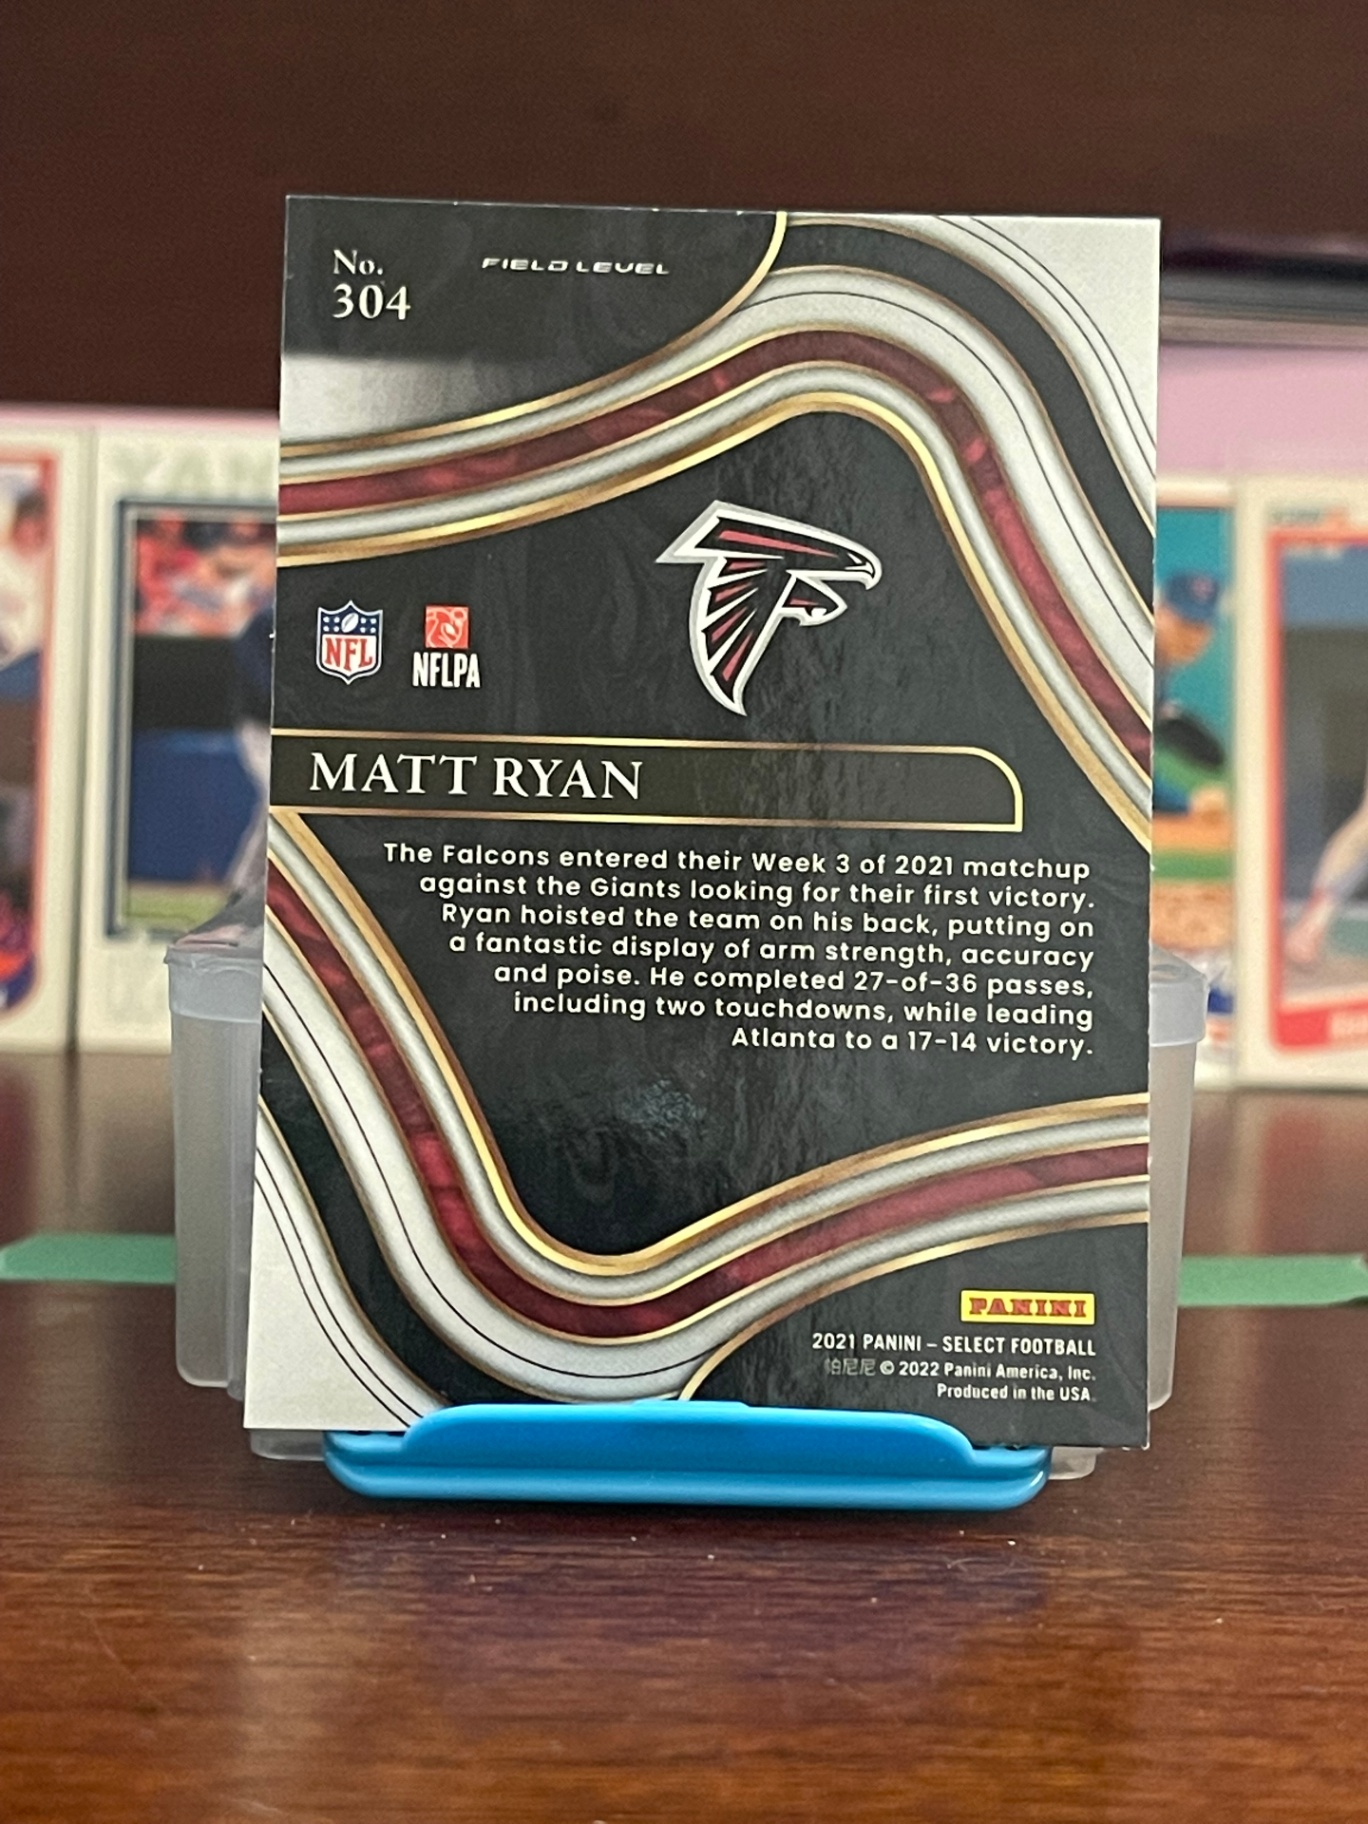 No.
304
FIELD LEVEL
NFL
NFLPA
MATT RYAN
The Falcons entered their Week 3 of 2021 matchup
against the Giants looking for their first victory.
Ryan hoisted the team on his back, putting on
a fantastic display of arm strength, accuracy
and poise. He completed 27-of-36 passes,
including two touchdowns, while leading
Atlanta to a 17-14 victory.
PANINI
2021 PANINI – SELECT FOOTBALL
帕尼尼 © 2022 Panini America, Inc.
Produced in the USA.